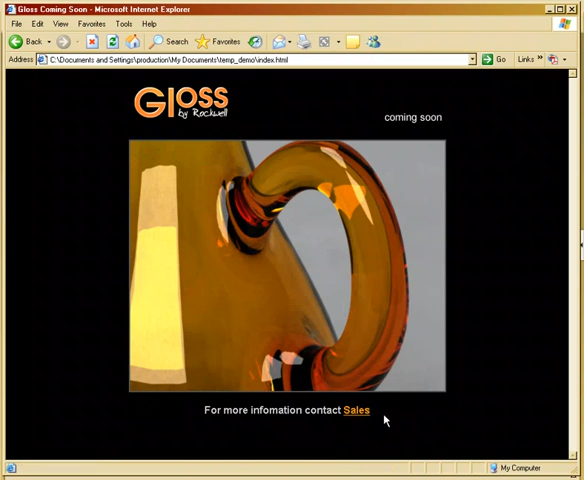 Gloss Coming Soon - Microsoft Internet Explorer
File Edit View Favorites Tools Help
Back Search Favorites
Address C:\Documents and Settings\production\My Documents\temp_demo\index.html Go Links »
Gloss
by Rockwell
coming soon
For more infomation contact Sales
My Computer